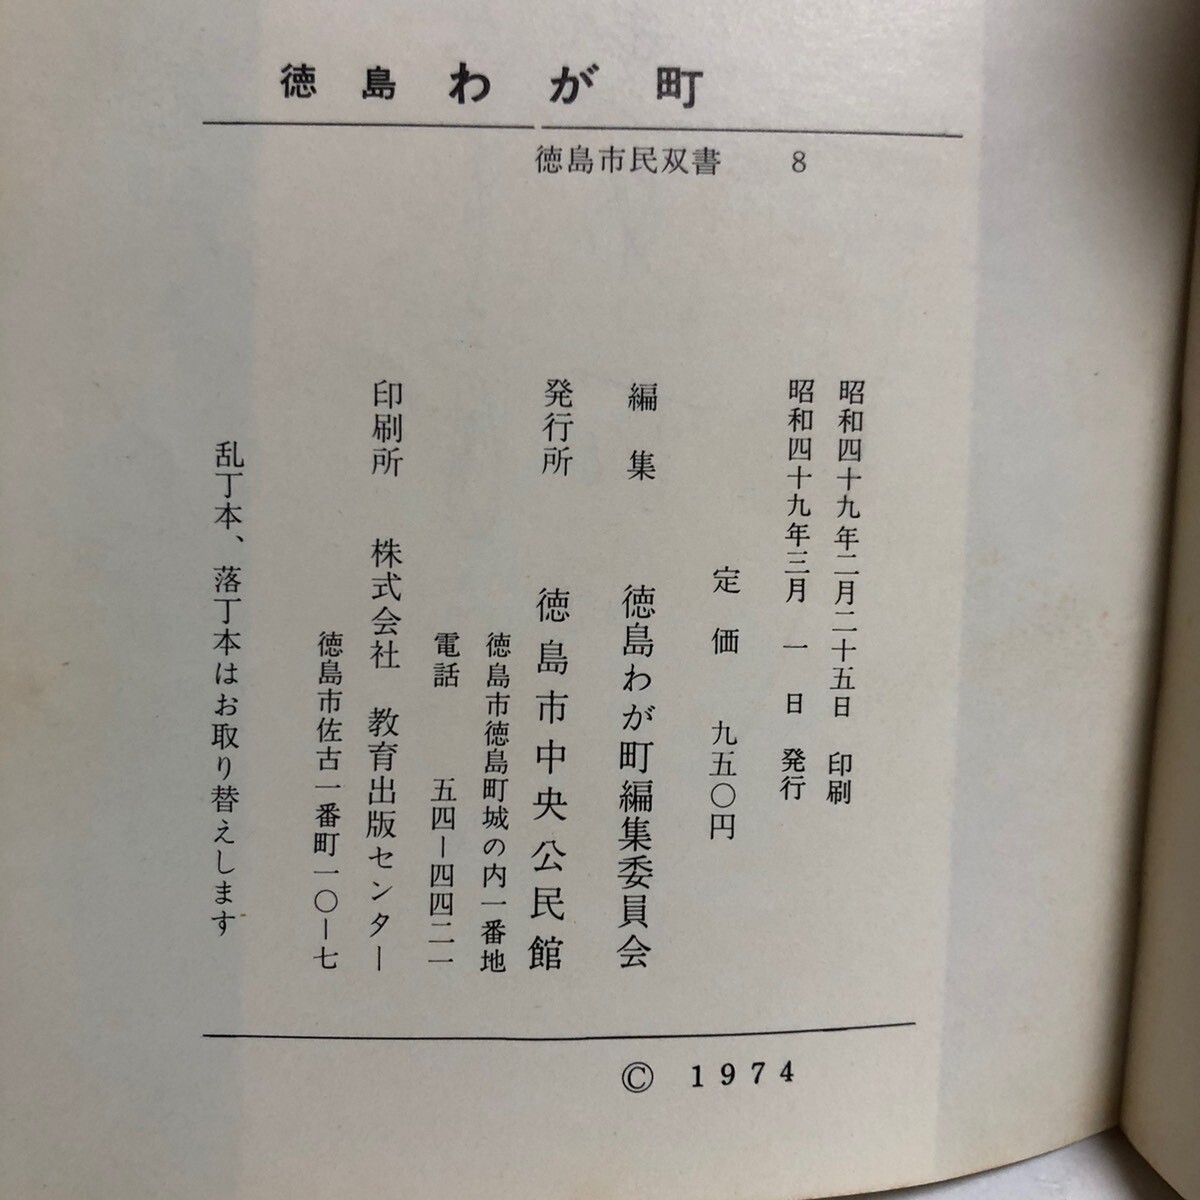 徳島わが町
徳島市民双書 8
昭和四十九年二月二十五日 印刷
昭和四十九年三月 一 日 発行
定価 九五〇円
編集 徳島わが町編集委員会
発行所 徳島市中央公民館
徳島市徳島町城の内一番地
電話 五四ー四四二一
印刷所 株式会社 教育出版センター
徳島市佐古一番町一〇ー七
乱丁本、落丁本はお取り替えします
© 1974